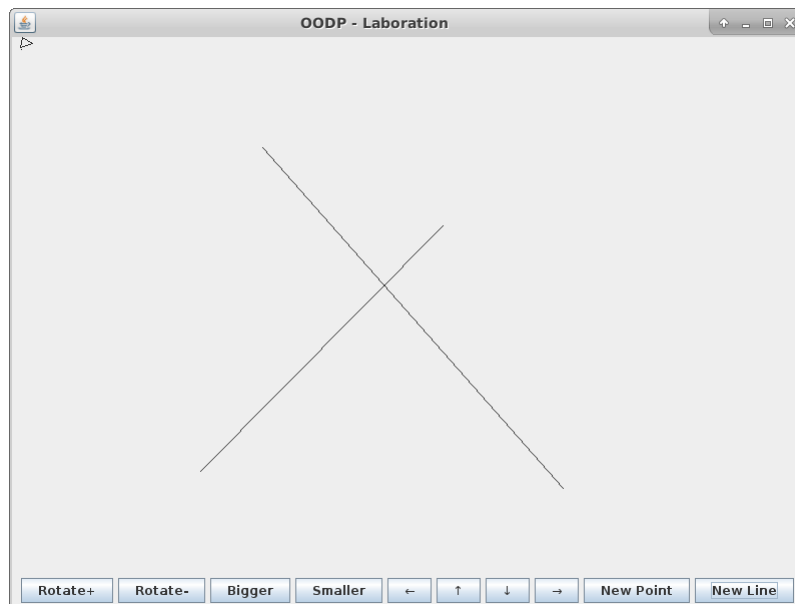 OODP - Laboration
Rotate+ Rotate- Bigger Smaller ← ↑ ↓ → New Point New Line